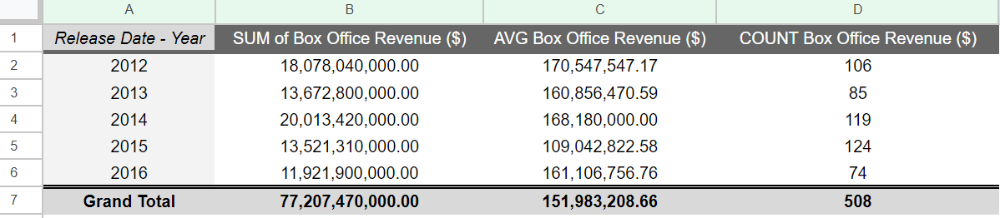 A B C D
1 Release Date - Year SUM of Box Office Revenue ($) AVG Box Office Revenue ($) COUNT Box Office Revenue ($)
2 2012 18,078,040,000.00 170,547,547.17 106
3 2013 13,672,800,000.00 160,856,470.59 85
4 2014 20,013,420,000.00 168,180,000.00 119
5 2015 13,521,310,000.00 109,042,822.58 124
6 2016 11,921,900,000.00 161,106,756.76 74
7 Grand Total 77,207,470,000.00 151,983,208.66 508